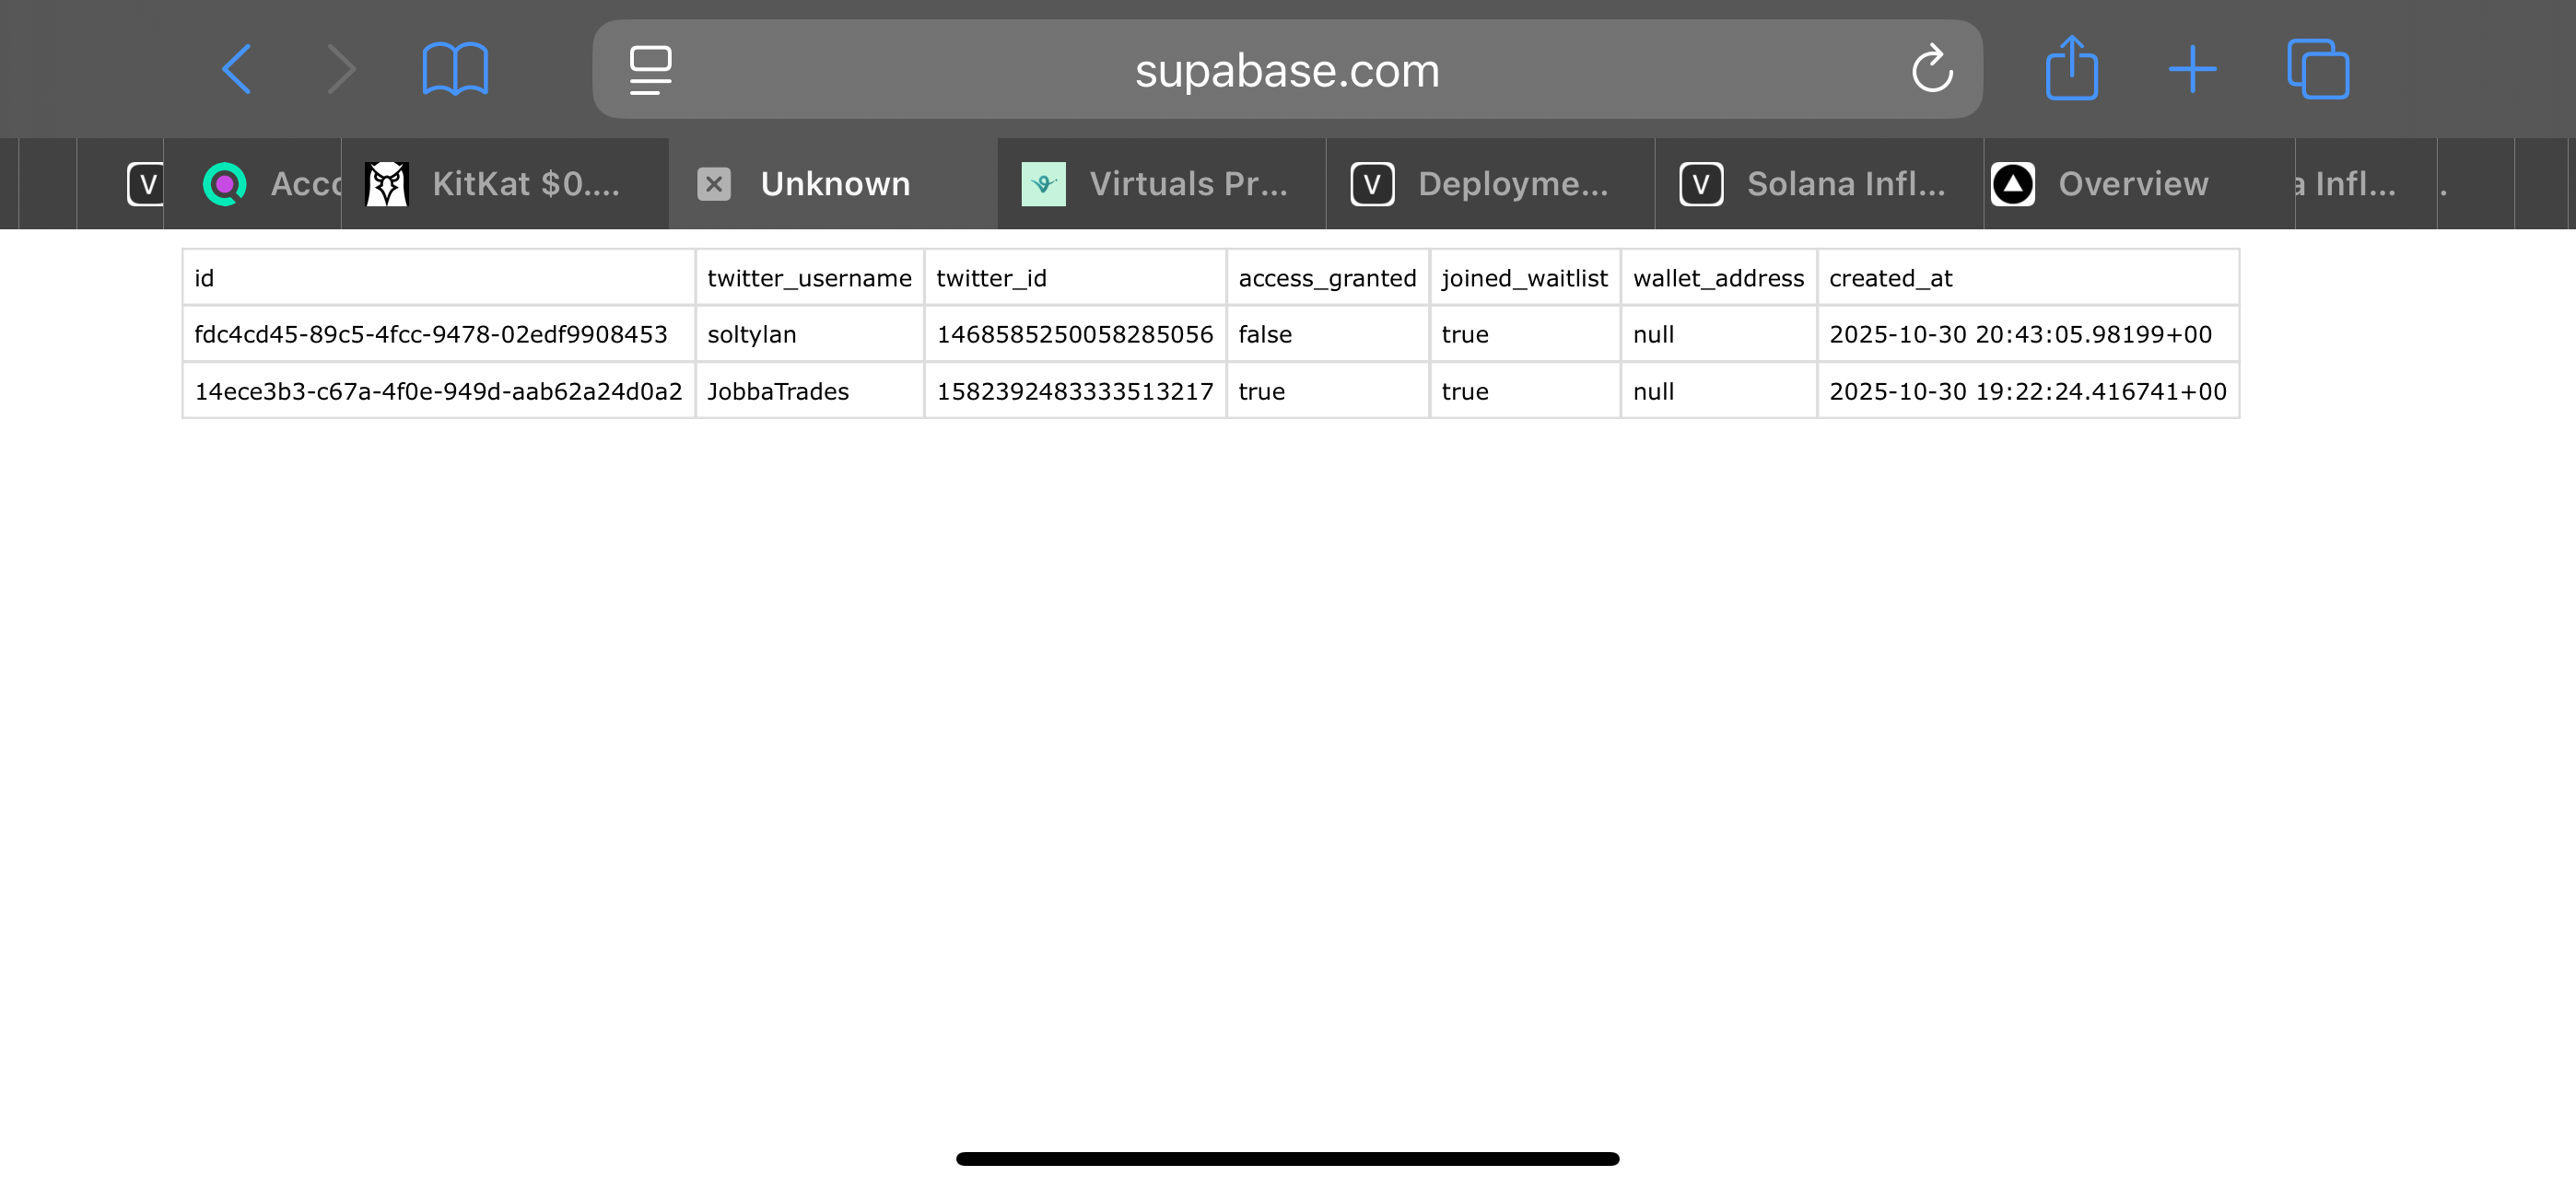 supabase.com
V Acco KitKat $0.... Unknown Virtuals Pr... V Deployme... V Solana Infl... Overview a Infl... .
id twitter_username twitter_id access_granted joined_waitlist wallet_address created_at
fdc4cd45-89c5-4fcc-9478-02edf9908453 soltylan 1468585250058285056 false true null 2025-10-30 20:43:05.98199+00
14ece3b3-c67a-4f0e-949d-aab62a24d0a2 JobbaTrades 1582392483333513217 true true null 2025-10-30 19:22:24.416741+00